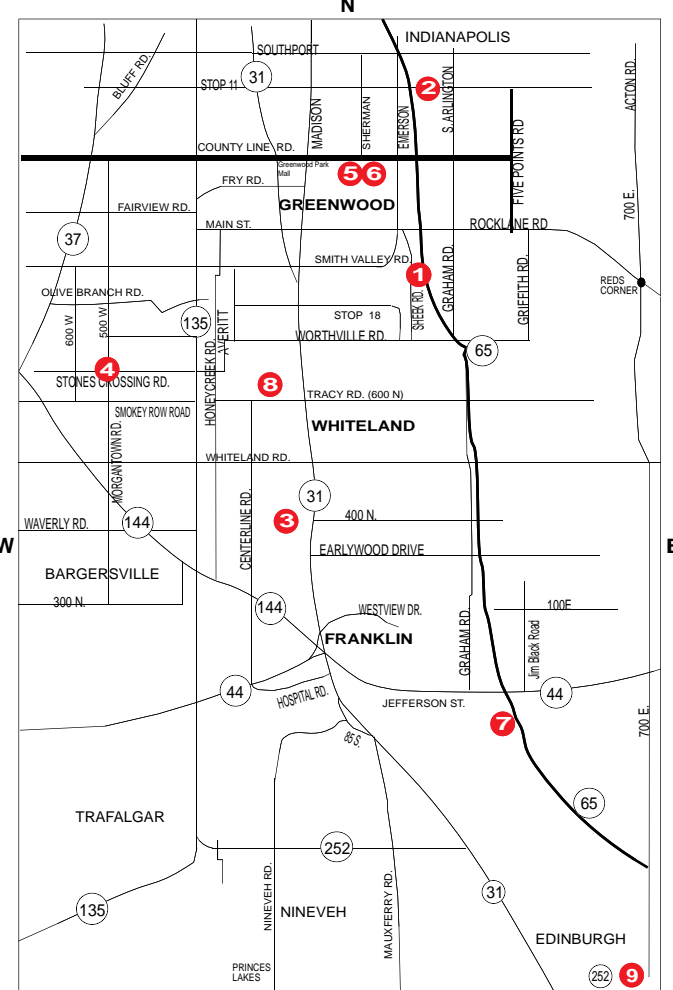 N
INDIANAPOLIS
SOUTHPORT
BLUFF RD.
STOP 11
31
2
MADISON
SHERMAN
EMERSON
S. ARLINGTON
ACTON RD.
COUNTY LINE RD.
FIVE POINTS RD
Greenwood Park
Mall
5
6
FRY RD.
700 E.
FAIRVIEW RD.
GREENWOOD
MAIN ST.
ROCKLANE RD
37
SMITH VALLEY RD.
1
SHEEK RD.
GRAHAM RD.
GRIFFITH RD.
REDS
CORNER
OLIVE BRANCH RD.
600 W
500 W
135
AVERITT
STOP 18
WORTHVILLE RD.
HONEYCREEK RD.
65
4
STONES CROSSING RD.
8
TRACY RD. (600 N)
SMOKEY ROW ROAD
WHITELAND
MORGANTOWN RD.
WHITELAND RD.
31
CENTERLINE RD.
WAVERLY RD.
144
3
400 N.
W
E
EARLYWOOD DRIVE
BARGERSVILLE
300 N.
144
WESTVIEW DR.
100E
FRANKLIN
GRAHAM RD.
Jim Black Road
44
HOSPITAL RD.
JEFFERSON ST.
44
7
700 E.
85 S.
65
TRAFALGAR
252
NINEVEH RD.
MAUXFERRY RD.
31
135
NINEVEH
EDINBURGH
PRINCES
LAKES
252
9